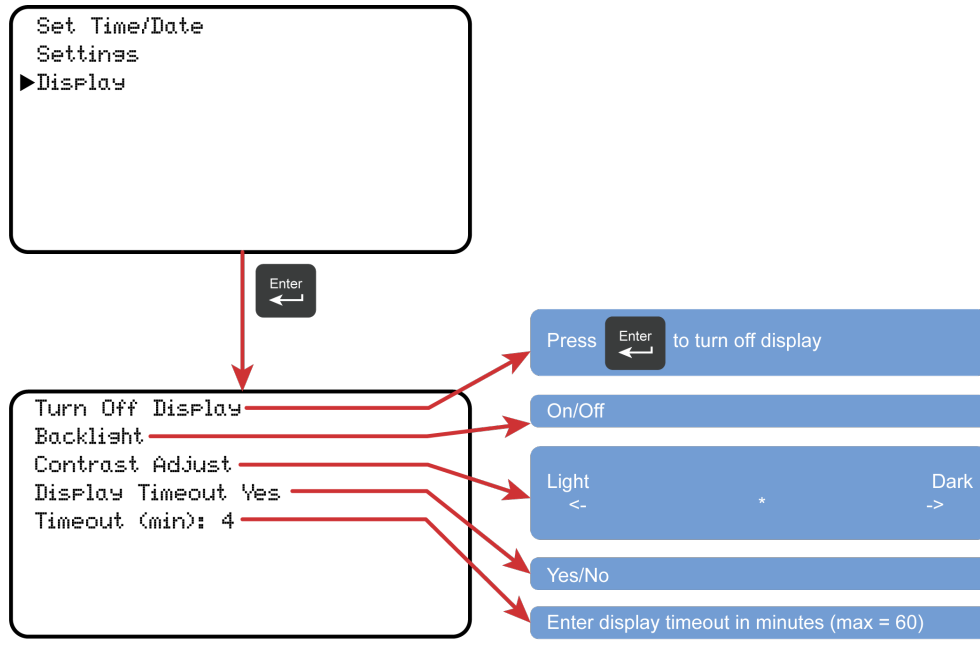 Set Time/Date
Settings
▶Display
Enter
Press Enter to turn off display
Turn Off Display
On/Off
Backlight
Contrast Adjust
Light Dark
Display Timeout Yes
<- * ->
Timeout (min): 4
Yes/No
Enter display timeout in minutes (max = 60)